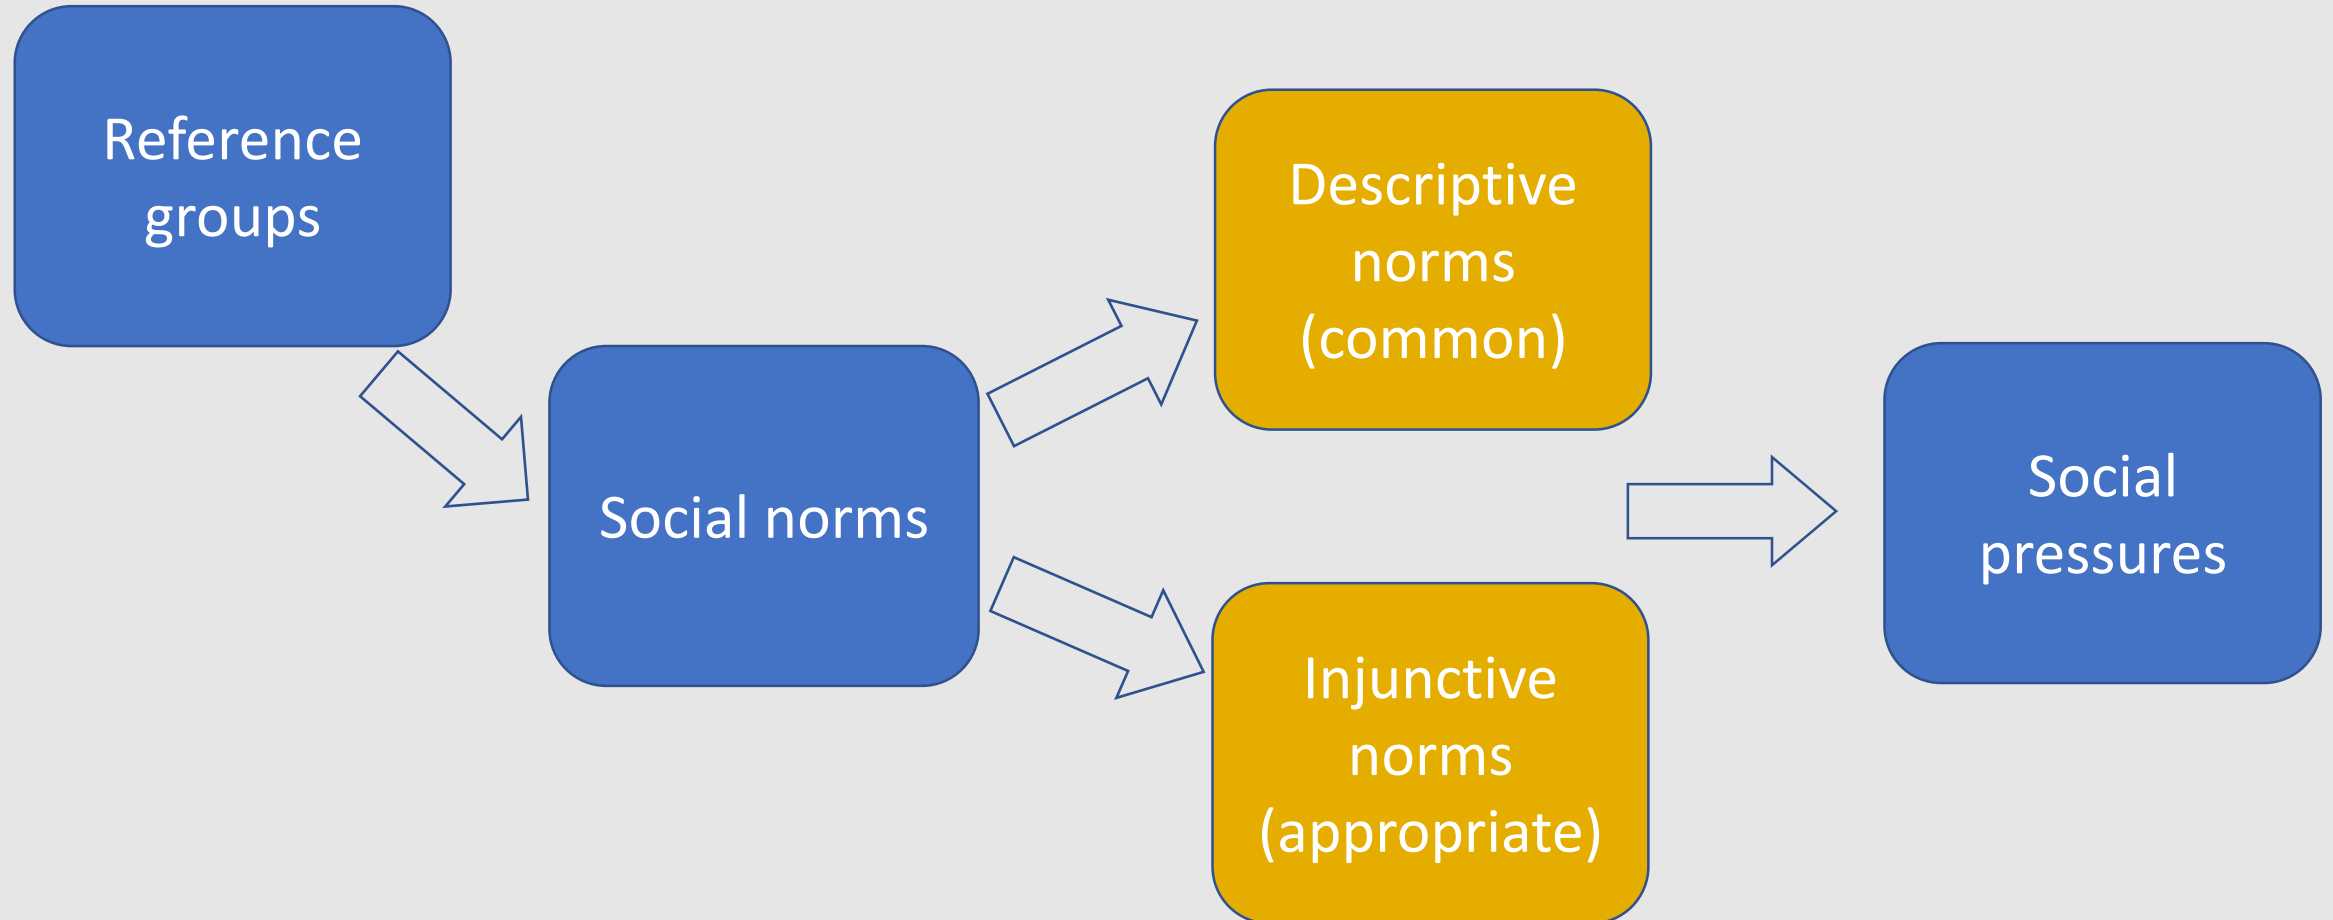 Reference
groups
Social norms
Descriptive
norms
(common)
Injunctive
norms
(appropriate)
Social
pressures